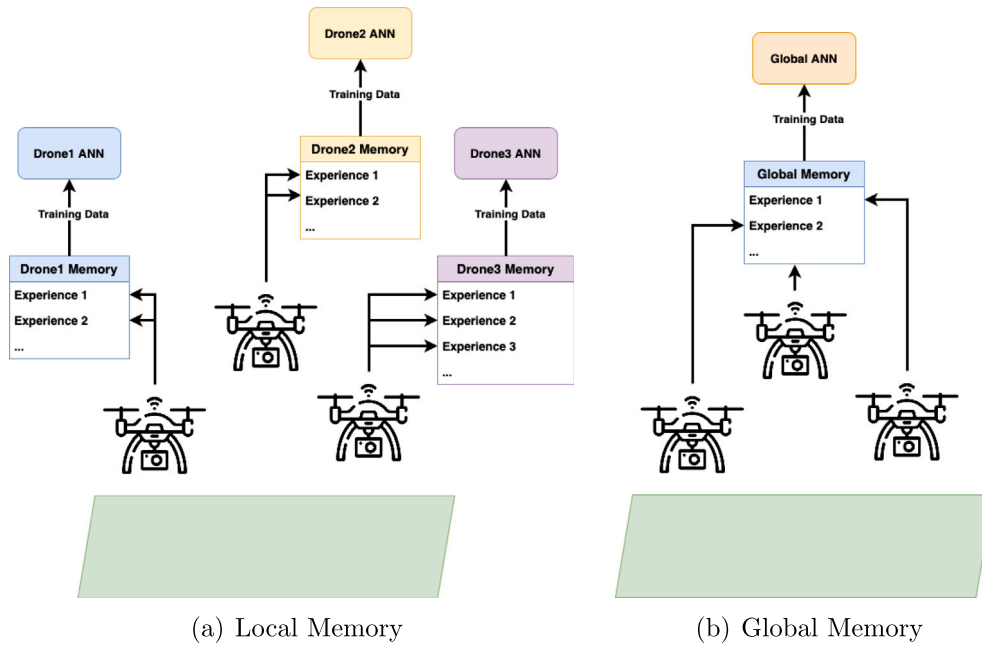 Drone1 ANN
Training Data
Drone1 Memory
Experience 1
Experience 2
...
Drone2 ANN
Training Data
Drone2 Memory
Experience 1
Experience 2
...
Drone3 ANN
Training Data
Drone3 Memory
Experience 1
Experience 2
Experience 3
...
(a) Local Memory
Global ANN
Training Data
Global Memory
Experience 1
Experience 2
...
(b) Global Memory